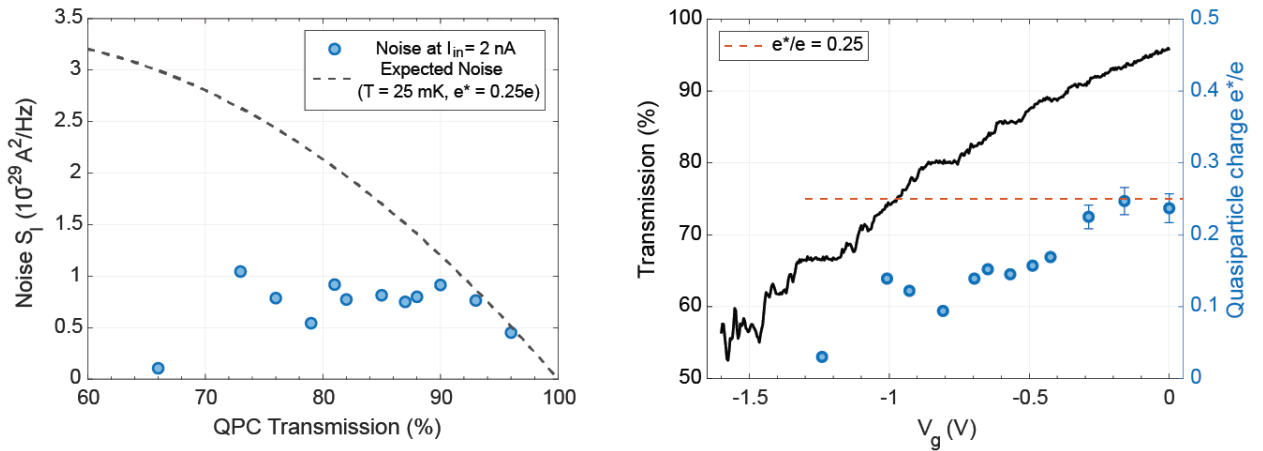 3.5
3
2.5
2
1.5
1
0.5
0
Noise S_I (10^-29 A^2/Hz)
Noise at I_in = 2 nA
Expected Noise
(T = 25 mK, e* = 0.25e)
60 70 80 90 100
QPC Transmission (%)
100
90
80
70
60
50
Transmission (%)
e*/e = 0.25
0.5
0.4
0.3
0.2
0.1
0
Quasiparticle charge e*/e
-1.5 -1 -0.5 0
V_g (V)